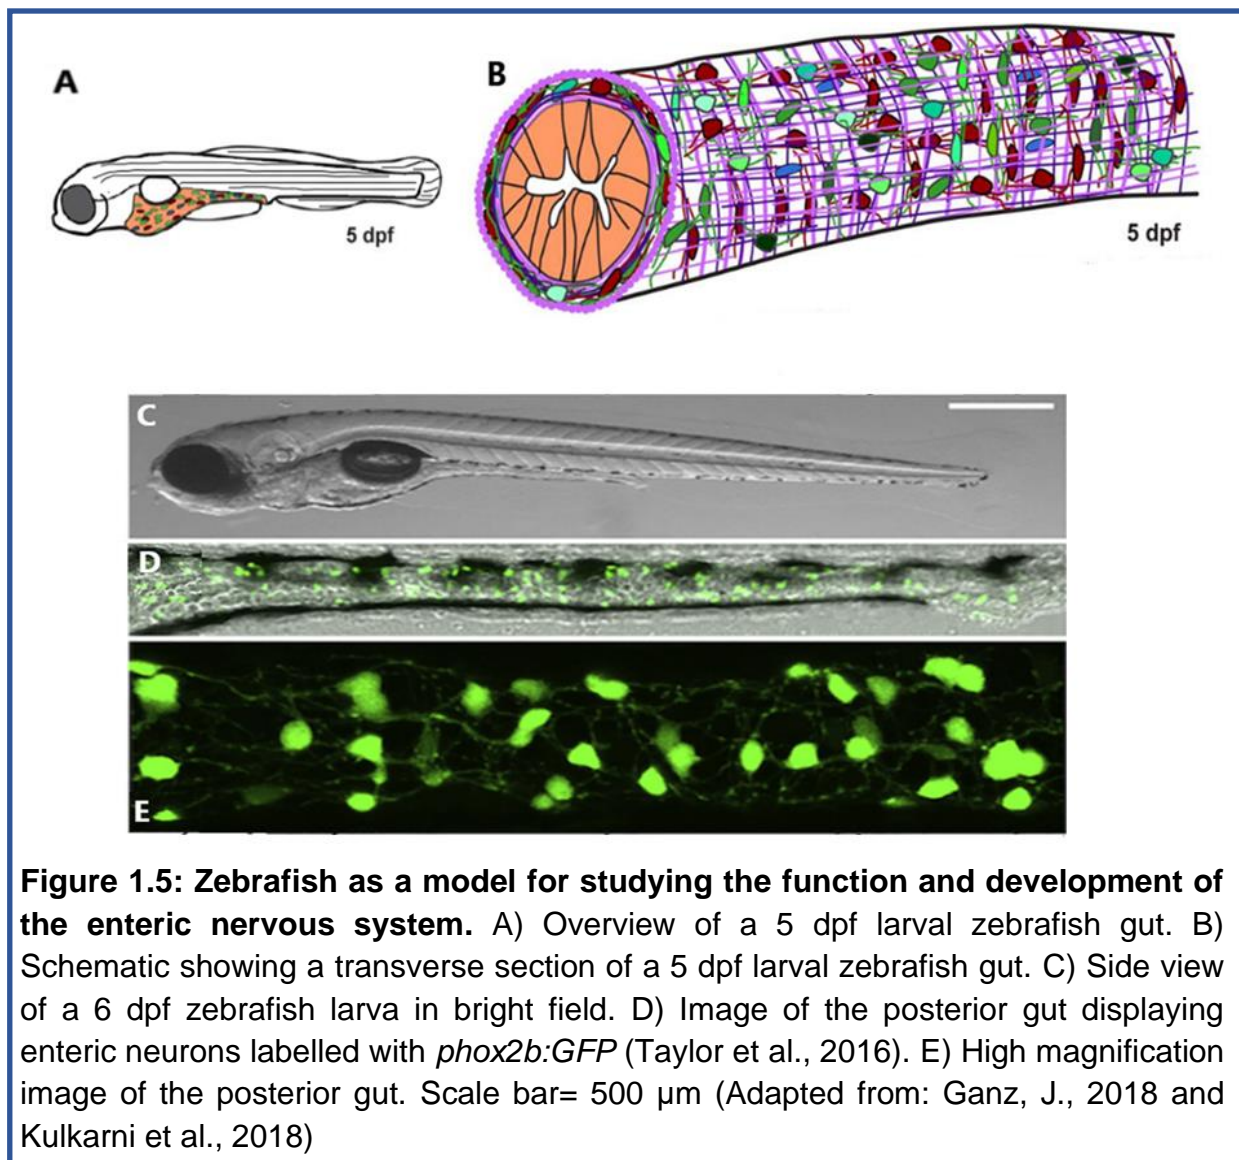 A
5 dpf
B
5 dpf
C
D
E
Figure 1.5: Zebrafish as a model for studying the function and development of
the enteric nervous system. A) Overview of a 5 dpf larval zebrafish gut. B)
Schematic showing a transverse section of a 5 dpf larval zebrafish gut. C) Side view
of a 6 dpf zebrafish larva in bright field. D) Image of the posterior gut displaying
enteric neurons labelled with phox2b:GFP (Taylor et al., 2016). E) High magnification
image of the posterior gut. Scale bar= 500 µm (Adapted from: Ganz, J., 2018 and
Kulkarni et al., 2018)